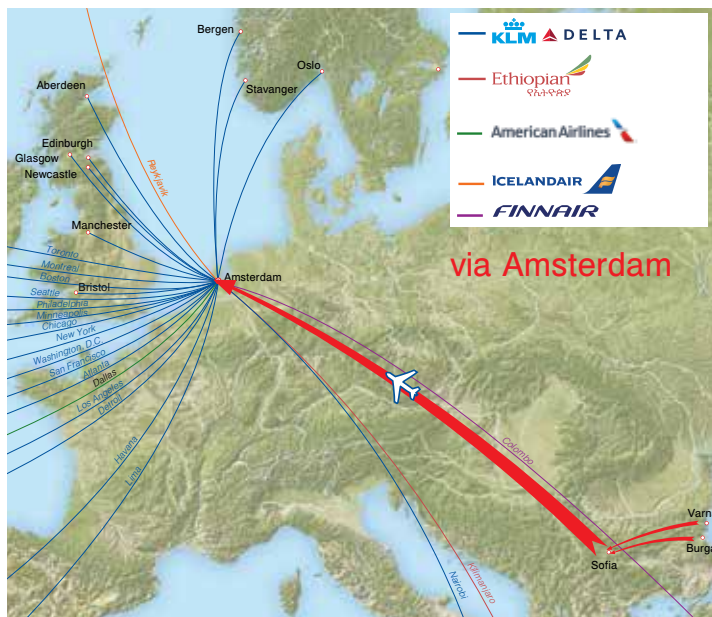 Bergen
Oslo
Stavanger
Aberdeen
Edinburgh
Glasgow
Newcastle
Manchester
Bristol
Reykjavik
KLM DELTA
Ethiopian
የኢትዮጵያ
American Airlines
ICELANDAIR
FINNAIR
via Amsterdam
Amsterdam
Toronto
Montreal
Boston
Seatlle
Philadelphia
Minneapolis
Chicago
New York
Washington, D.C.
San Francisco
Atlanta
Dallas
Los Angeles
Detroit
Havana
Lima
Colombo
Nairobi
Kilimanjaro
Sofia
Varn
Burga